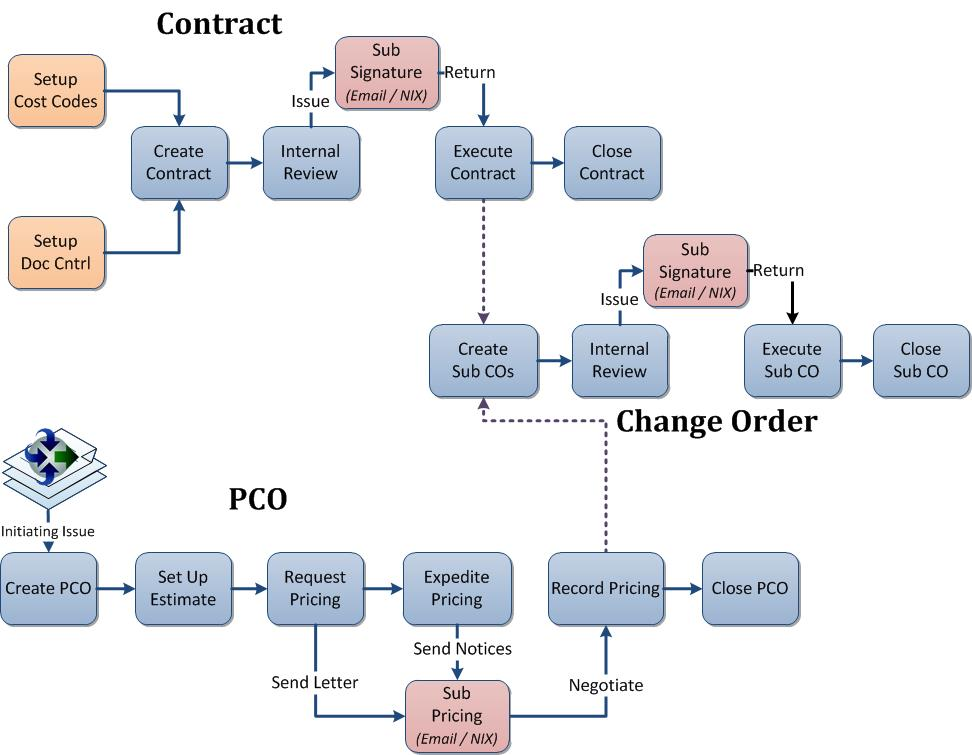 Contract
Setup
Cost Codes
Sub
Signature
(Email / NIX)
Issue
Return
Create
Contract
Internal
Review
Execute
Contract
Close
Contract
Setup
Doc Cntrl
Sub
Signature
(Email / NIX)
Issue
Return
Create
Sub COs
Internal
Review
Execute
Sub CO
Close
Sub CO
Change Order
PCO
Initiating Issue
Create PCO
Set Up
Estimate
Request
Pricing
Expedite
Pricing
Record Pricing
Close PCO
Send Notices
Send Letter
Negotiate
Sub
Pricing
(Email / NIX)